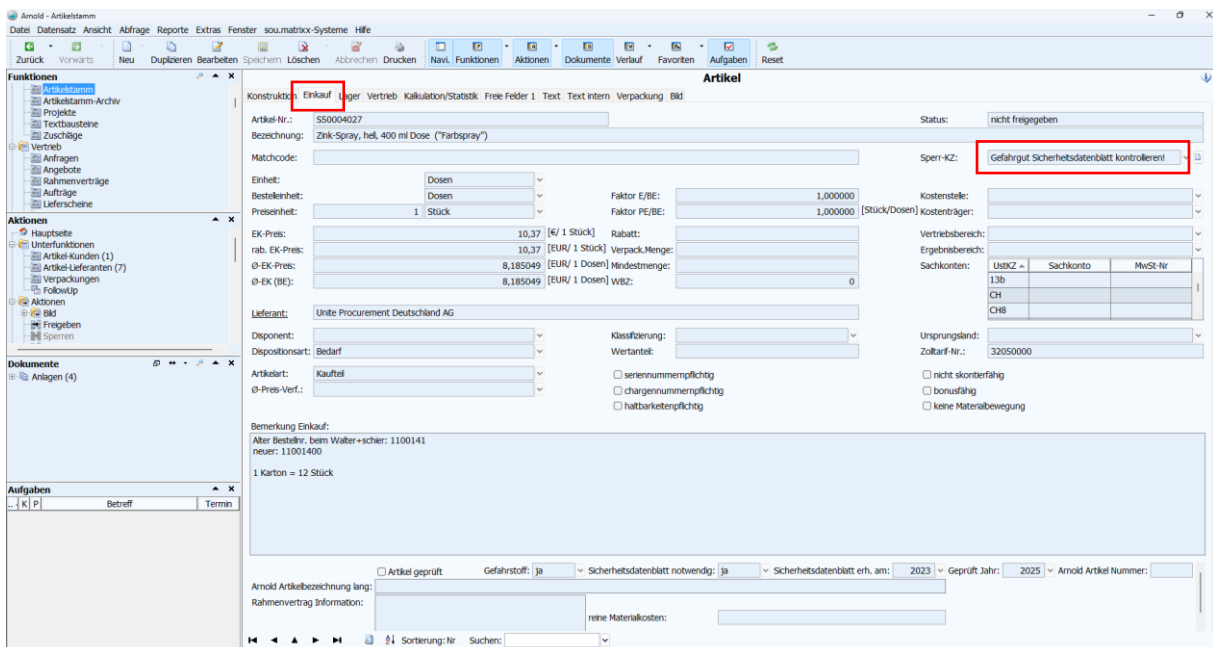 Arnold - Artikelstamm
Datei Datensatz Ansicht Abfrage Reporte Extras Fenster sou.matrixx-Systeme Hilfe
Zurück Vorwärts Neu Duplizieren Bearbeiten Speichern Löschen Abbrechen Drucken Navi. Funktionen Aktionen Dokumente Verlauf Favoriten Aufgaben Reset
Funktionen
Artikelstamm
Artikelstamm-Archiv
Projekte
Textbausteine
Zuschläge
Vertrieb
Anfragen
Angebote
Rahmenverträge
Aufträge
Lieferscheine
Aktionen
Hauptseite
Unterfunktionen
Artikel-Kunden (1)
Artikel-Lieferanten (7)
Verpackungen
FollowUp
Aktionen
Bild
Freigeben
Sperren
Dokumente
Anlagen (4)
Aufgaben
.. K P Betreff Termin
Artikel
Konstruktion Einkauf Lager Vertrieb Kalkulation/Statistik Freie Felder 1 Text Text intern Verpackung Bild
Artikel-Nr.: SS0004027 Status: nicht freigegeben
Bezeichnung: Zink-Spray, hell, 400 ml Dose ("Farbspray")
Matchcode: Sperr-KZ: Gefahrgut Sicherheitsdatenblatt kontrollieren!
Einheit: Dosen
Bestelleinheit: Dosen Faktor E/BE: 1,000000 Kostenstelle:
Preiseinheit: 1 Stück Faktor PE/BE: 1,000000 [Stück/Dosen] Kostenträger:
EK-Preis: 10,37 [€/ 1 Stück] Rabatt: Vertriebsbereich:
rab. EK-Preis: 10,37 [EUR/ 1 Stück] Verpack.Menge: Ergebnisbereich:
Ø-EK-Preis: 8,185049 [EUR/ 1 Dosen] Mindestmenge: Sachkonten: UstKZ Sachkonto MwSt-Nr
Ø-EK (BE): 8,185049 [EUR/ 1 Dosen] WBZ: 0 13b
CH
CH8
Lieferant: Unite Procurement Deutschland AG
Disponent: Klassifizierung: Ursprungsland:
Dispositionsart: Bedarf Wertanteil: Zolltarif-Nr.: 32050000
Artikelart: Kaufteil seriennummernpflichtig nicht skontierfähig
Ø-Preis-Verf.: chargennummernpflichtig bonusfähig
haltbarkeitenpflichtig keine Materialbewegung
Bemerkung Einkauf:
Alter Bestellnr. beim Walter+schier: 1100141
neuer: 11001400
1 Karton = 12 Stück
Artikel geprüft Gefahrstoff: ja Sicherheitsdatenblatt notwendig: ja Sicherheitsdatenblatt erh. am: 2023 Geprüft Jahr: 2025 Arnold Artikel Nummer:
Arnold Artikelbezeichnung lang:
Rahmenvertrag Information:
reine Materialkosten:
Sortierung: Nr Suchen: